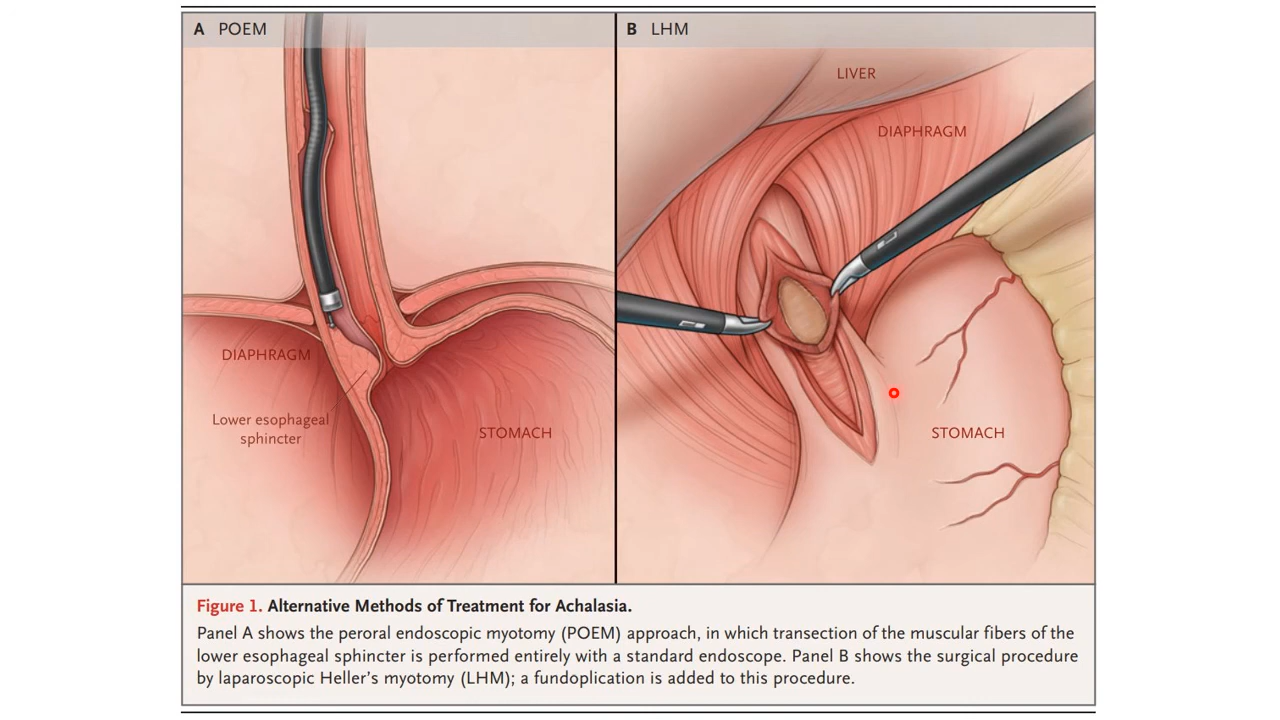 A POEM
DIAPHRAGM
Lower esophageal
sphincter
STOMACH
B LHM
LIVER
DIAPHRAGM
STOMACH
Figure 1. Alternative Methods of Treatment for Achalasia.
Panel A shows the peroral endoscopic myotomy (POEM) approach, in which transection of the muscular fibers of the
lower esophageal sphincter is performed entirely with a standard endoscope. Panel B shows the surgical procedure
by laparoscopic Heller’s myotomy (LHM); a fundoplication is added to this procedure.